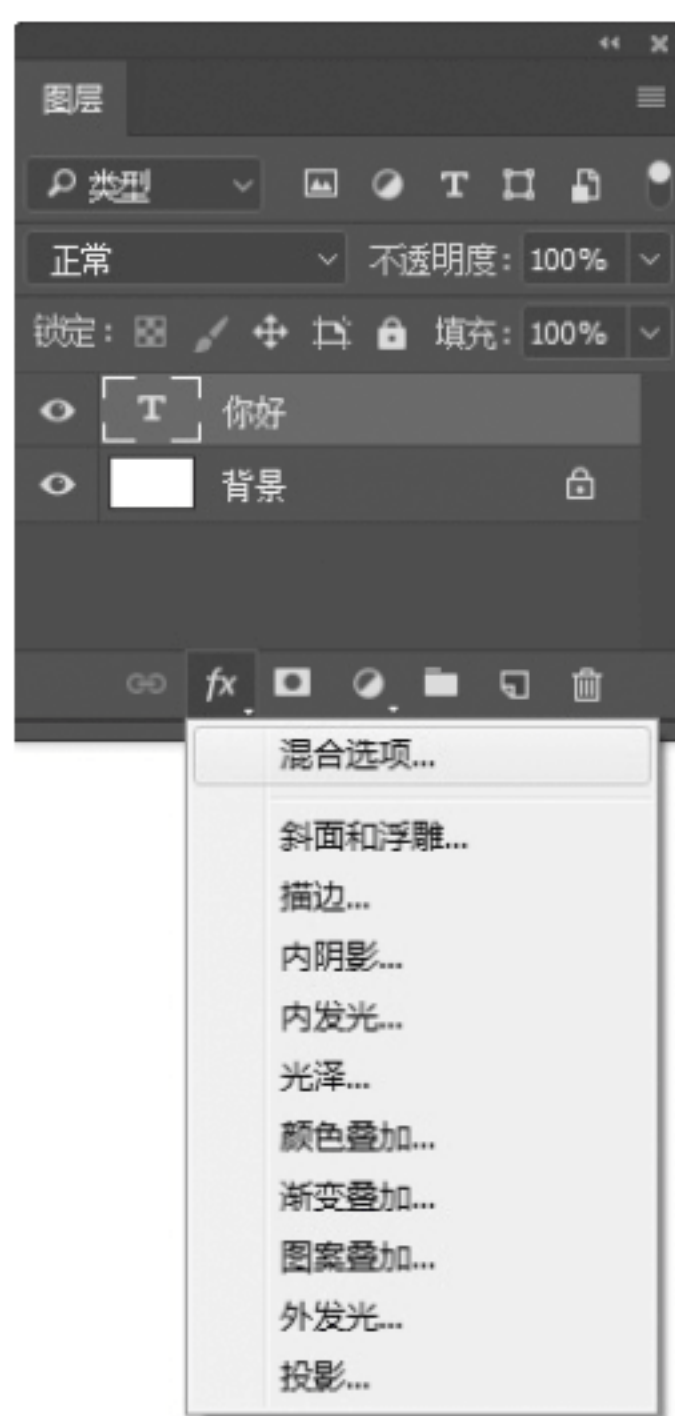 图层
类型
正常 不透明度: 100%
锁定: 填充: 100%
T 你好
背景
fx
混合选项...
斜面和浮雕...
描边...
内阴影...
内发光...
光泽...
颜色叠加...
渐变叠加...
图案叠加...
外发光...
投影...